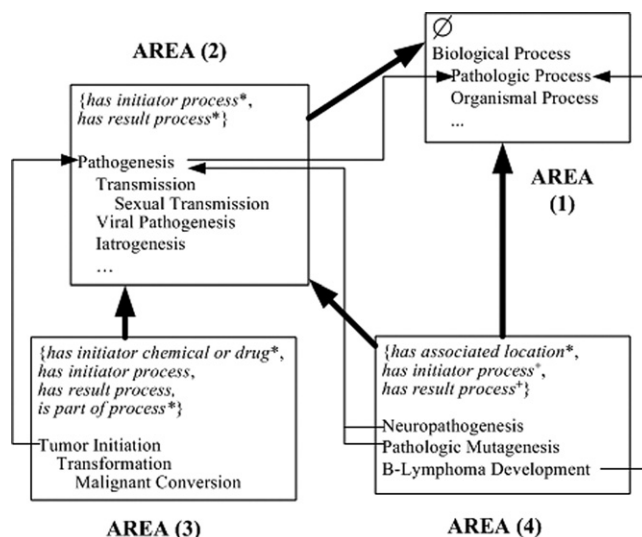 AREA (2)
{has initiator process*,
has result process*}
Pathogenesis
Transmission
Sexual Transmission
Viral Pathogenesis
Iatrogenesis
…
∅
Biological Process
Pathologic Process
Organismal Process
...
AREA
(1)
{has initiator chemical or drug*,
has initiator process,
has result process,
is part of process*}
Tumor Initiation
Transformation
Malignant Conversion
AREA (3)
{has associated location*,
has initiator process⁺,
has result process⁺}
Neuropathogenesis
Pathologic Mutagenesis
B-Lymphoma Development
AREA (4)